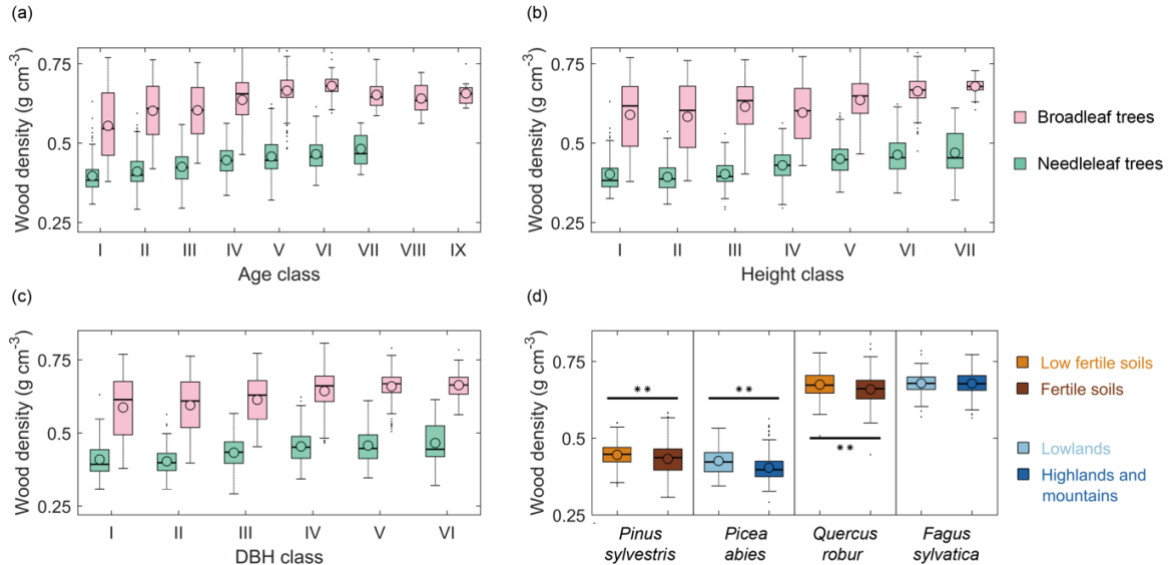 (a)
Wood density (g cm⁻³)
0.75
0.5
0.25
I II III IV V VI VII VIII IX
Age class
(b)
Wood density (g cm⁻³)
0.75
0.5
0.25
I II III IV V VI VII
Height class
Broadleaf trees
Needleleaf trees
(c)
Wood density (g cm⁻³)
0.75
0.5
0.25
I II III IV V VI
DBH class
(d)
Wood density (g cm⁻³)
0.75
0.5
0.25
** **
**
Pinus Picea Quercus Fagus
sylvestris abies robur sylvatica
Low fertile soils
Fertile soils
Lowlands
Highlands and
mountains